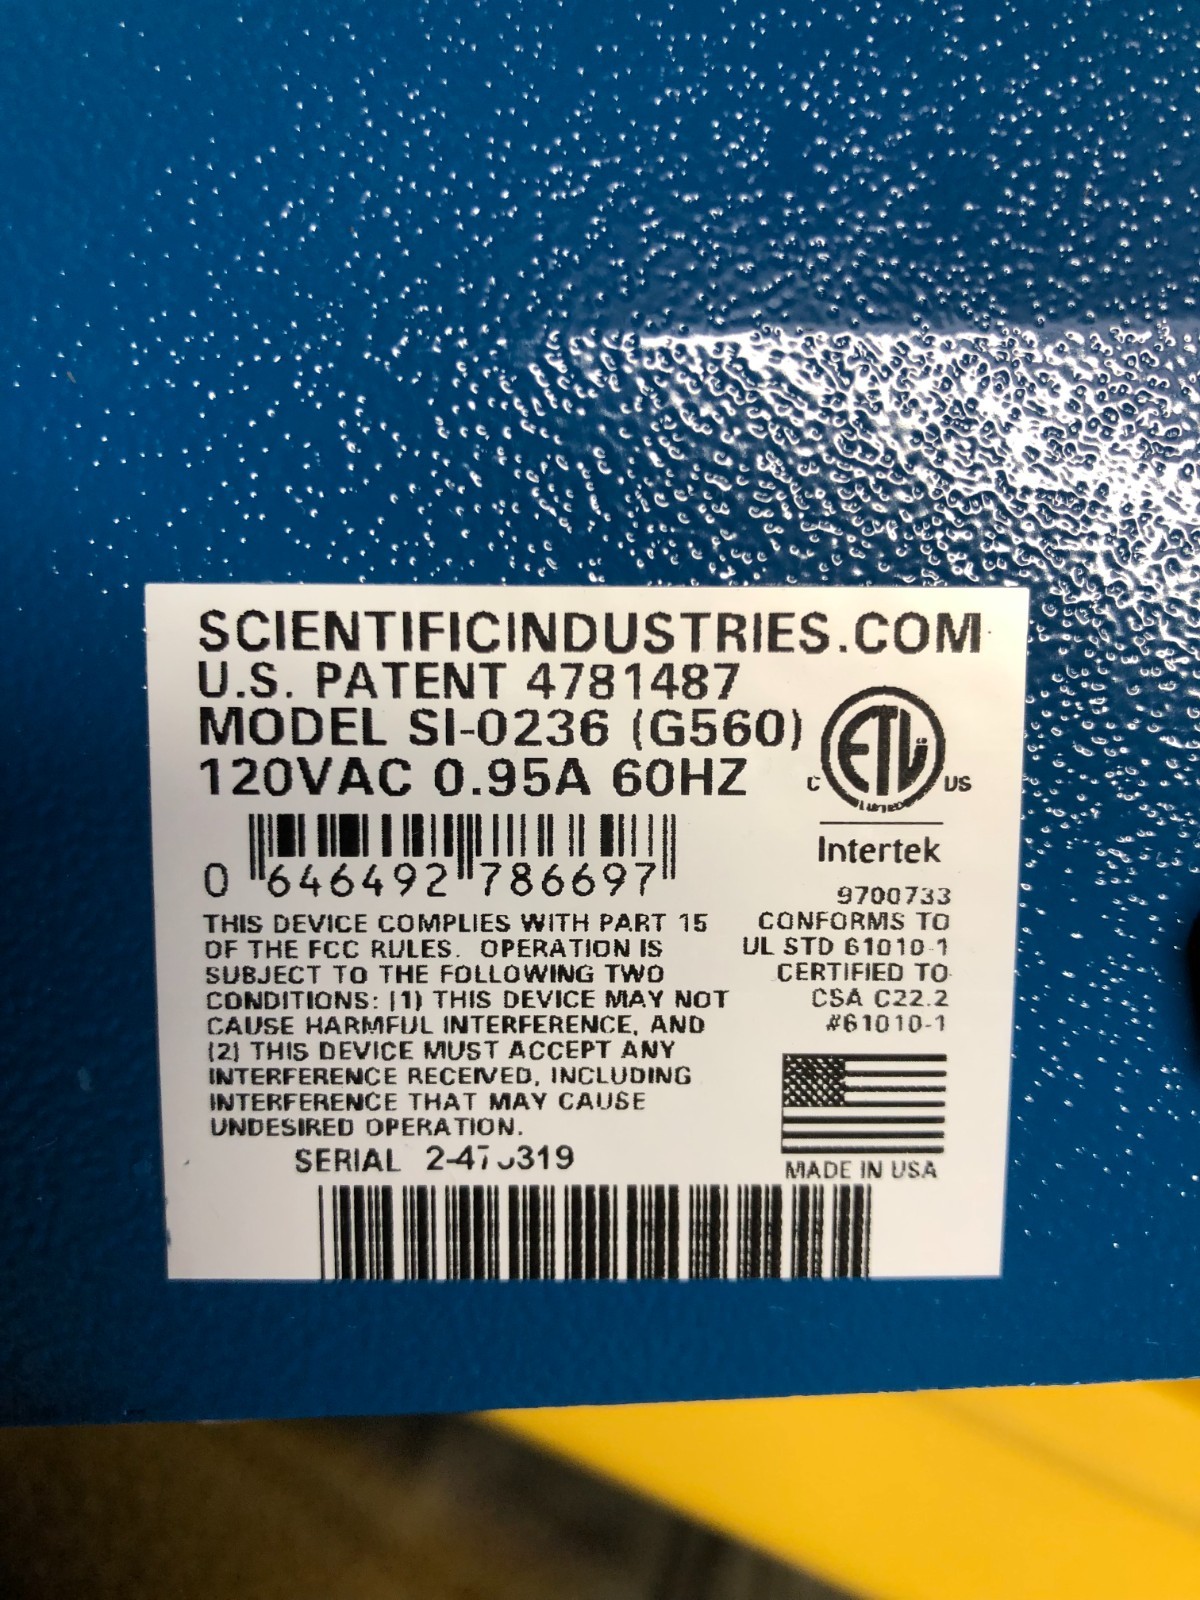 SCIENTIFICINDUSTRIES.COM
U.S. PATENT 4781487
MODEL SI-0236 (G560)
120VAC 0.95A 60HZ
ETL
C US
LISTED
Intertek
0 646492 786697
9700733
CONFORMS TO
UL STD 61010-1
CERTIFIED TO
CSA C22.2
#61010-1
THIS DEVICE COMPLIES WITH PART 15
OF THE FCC RULES. OPERATION IS
SUBJECT TO THE FOLLOWING TWO
CONDITIONS: (1) THIS DEVICE MAY NOT
CAUSE HARMFUL INTERFERENCE, AND
(2) THIS DEVICE MUST ACCEPT ANY
INTERFERENCE RECEIVED, INCLUDING
INTERFERENCE THAT MAY CAUSE
UNDESIRED OPERATION.
SERIAL
MADE IN USA